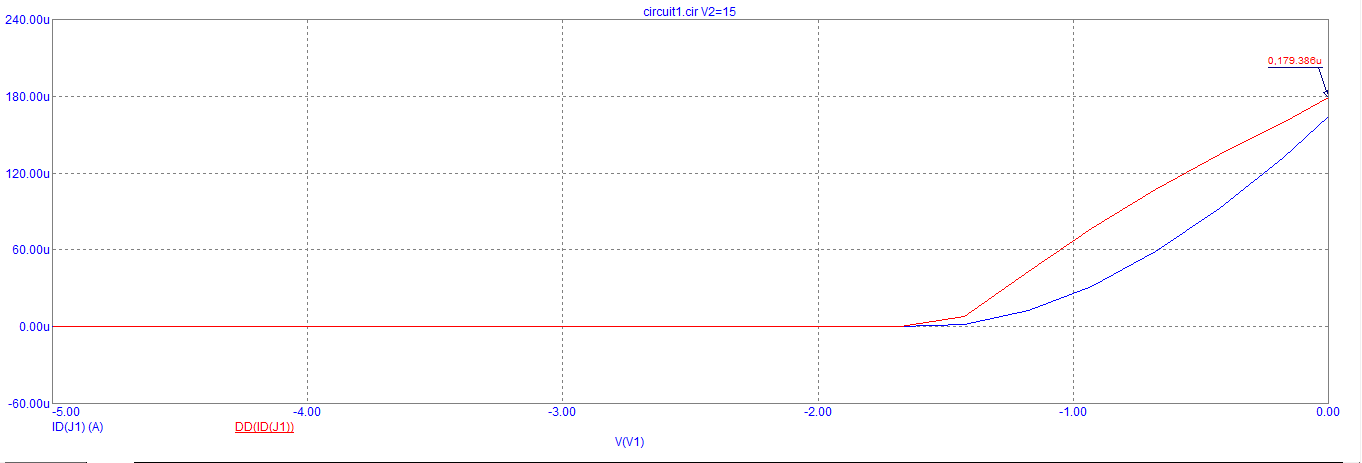 circuit1.cir V2=15
240.00u
0,179.386u
180.00u
120.00u
60.00u
0.00u
-60.00u
-5.00 -4.00 -3.00 -2.00 -1.00 0.00
ID(J1) (A) DD(ID(J1))
V(V1)